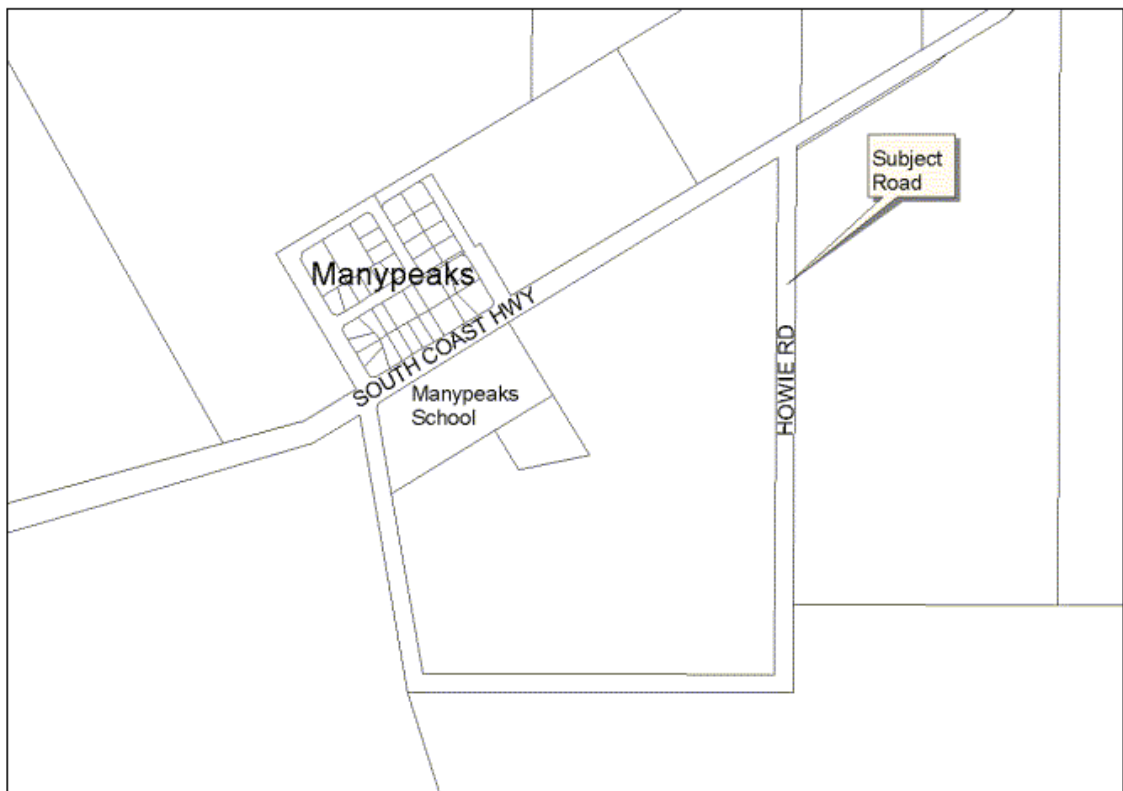 Subject
Road
Manypeaks
SOUTH COAST HWY
HOWIE RD
Manypeaks
School